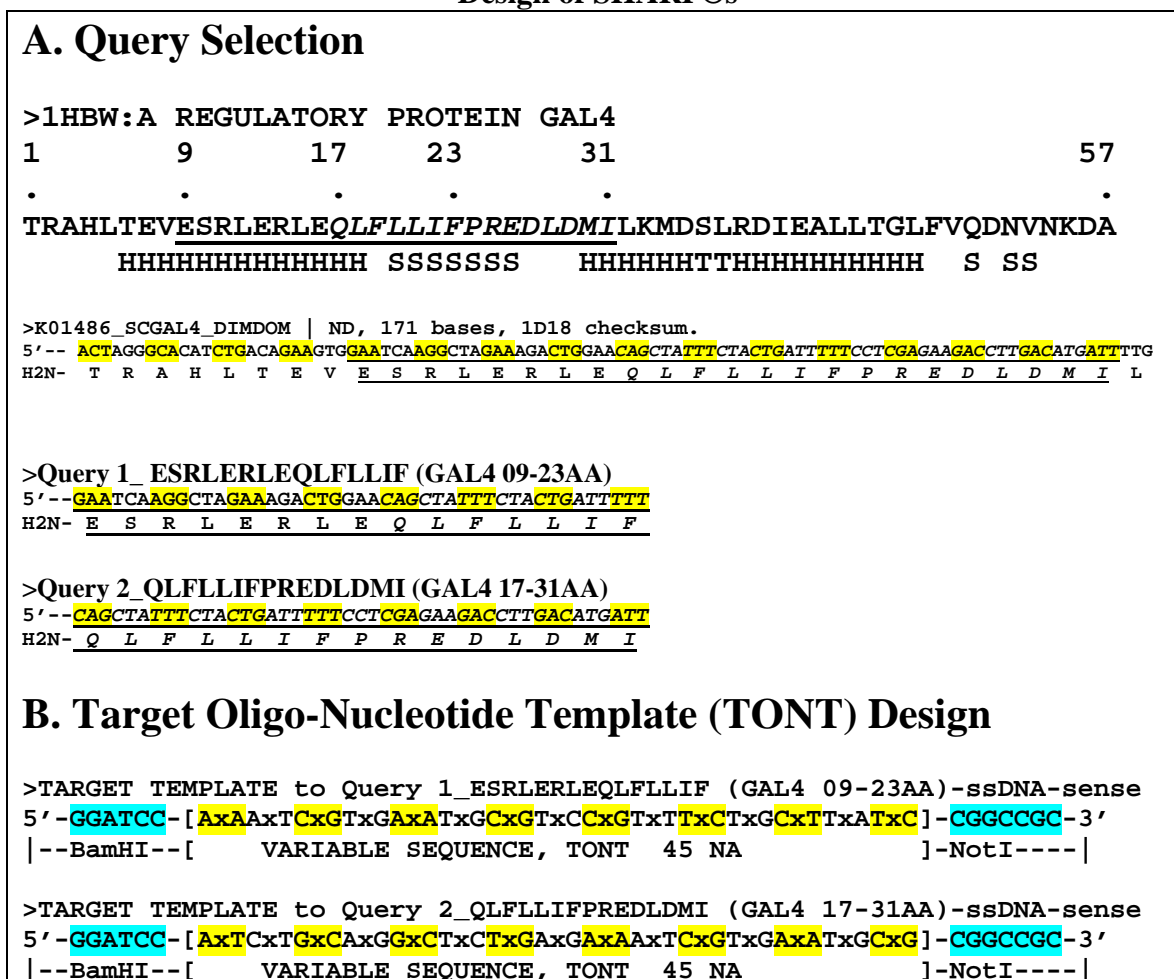 Design of
A. Query Selection
>1HBW:A REGULATORY PROTEIN GAL4
1 9 17 23 31 57
. . . . . .
TRAHLTEVESRLERLEQLFLLIFPREDLDMILKMDSLRDIEALLTGLFVQDNVNKDA
HHHHHHHHHHHHH SSSSSSS HHHHHHTTHHHHHHHHHH S SS
>K01486_SCGAL4_DIMDOM | ND, 171 bases, 1D18 checksum.
5′-- ACTAGGGCACATCTGACAGAAGTGGAATCAAGGCTAGAAAGACTGGAACAGCTATTTCTACTGATTTTTCCTCGAGAAGACCTTGACATGATTTTG
H2N- T R A H L T E V E S R L E R L E Q L F L L I F P R E D L D M I L
>Query 1_ ESRLERLEQLFLLIF (GAL4 09-23AA)
5′--GAATCAAGGCTAGAAAGACTGGAACAGCTATTTCTACTGATTTTT
H2N- E S R L E R L E Q L F L L I F
>Query 2_QLFLLIFPREDLDMI (GAL4 17-31AA)
5′--CAGCTATTTCTACTGATTTTTCCTCGAGAAGACCTTGACATGATT
H2N- Q L F L L I F P R E D L D M I
B. Target Oligo-Nucleotide Template (TONT) Design
>TARGET TEMPLATE to Query 1_ESRLERLEQLFLLIF (GAL4 09-23AA)-ssDNA-sense
5′-GGATCC-[AxAAxTCxGTxGAxATxGCxGTxCCxGTxTTxCTxGCxTTxATxC]-CGGCCGC-3′
|--BamHI--[ VARIABLE SEQUENCE, TONT 45 NA ]-NotI----|
>TARGET TEMPLATE to Query 2_QLFLLIFPREDLDMI (GAL4 17-31AA)-ssDNA-sense
5′-GGATCC-[AxTCxTGxCAxGGxCTxCTxGAxGAxAAxTCxGTxGAxATxGCxG]-CGGCCGC-3′
|--BamHI--[ VARIABLE SEQUENCE, TONT 45 NA ]-NotI----|